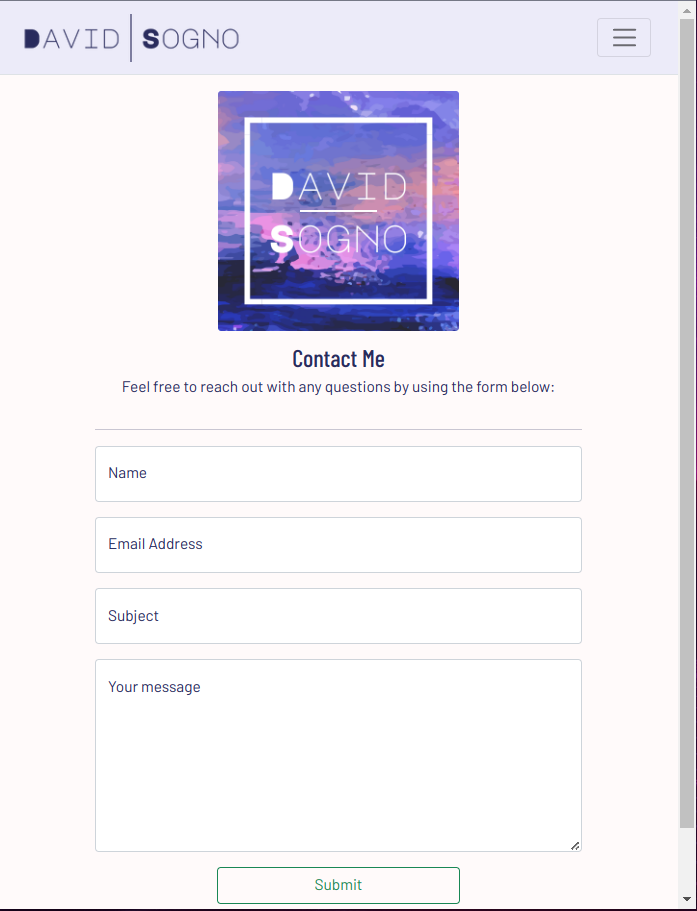 DAVID SOGNO
DAVID
SOGNO
Contact Me
Feel free to reach out with any questions by using the form below:
Name
Email Address
Subject
Your message
Submit